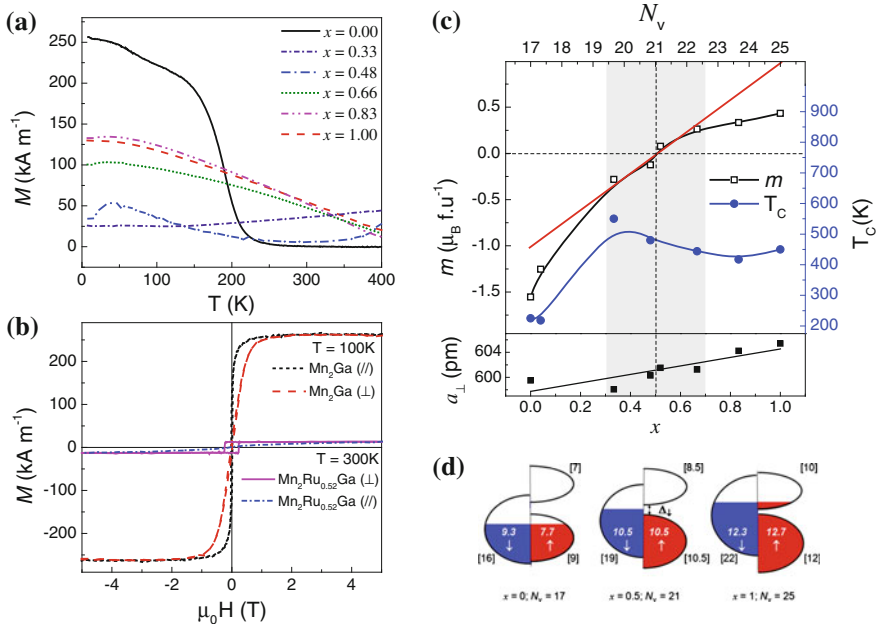 (a)
M (kA m⁻¹)
300
250
200
150
100
50
0
x = 0.00
x = 0.33
x = 0.48
x = 0.66
x = 0.83
x = 1.00
0 100 200 300 400
T (K)
(b)
M (kA m⁻¹)
200
100
0
-100
-200
T = 100K
Mn₂Ga (//)
Mn₂Ga (⊥)
T = 300K
Mn₂Ru₀.₅₂Ga (⊥)
Mn₂Ru₀.₅₂Ga (//)
-4 -2 0 2 4
μ₀H (T)
(c)
Nᵥ
17 18 19 20 21 22 23 24 25
m (μ_B f.u⁻¹)
0.5
0.0
-0.5
-1.0
-1.5
m
T_C
T_C(K)
900
800
700
600
500
400
300
200
a_⊥ (pm)
604
600
0.0 0.2 0.4 0.6 0.8 1.0
x
(d)
[7]
9.3
↓
7.7
↑
[16]
[9]
x = 0; Nᵥ = 17
[8.5]
Δ↓
10.5
↓
10.5
↑
[19]
[10.5]
x = 0.5; Nᵥ = 21
[10]
12.3
↓
12.7
↑
[22]
[12]
x = 1; Nᵥ = 25